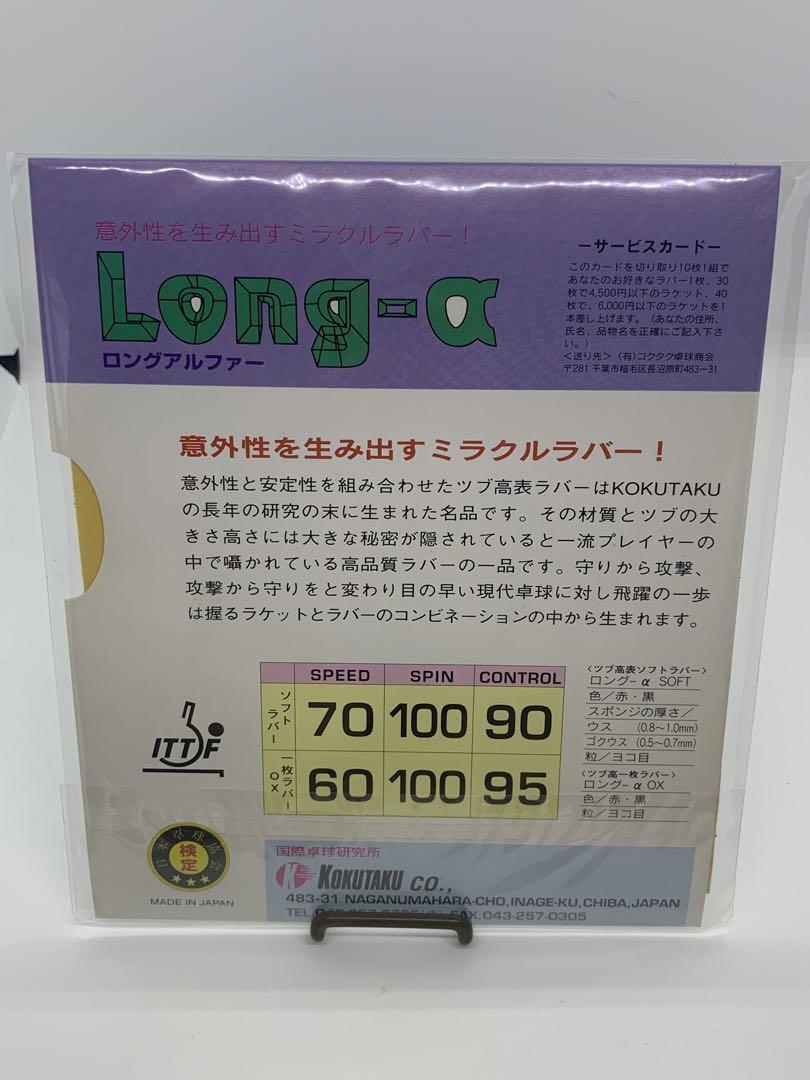 意外性を生み出すミラクルラバー！
Long-α
ロングアルファー
ーサービスカードー
このカードを切り取り10枚1組で
あなたのお好きなラバー1枚、30
枚で4,500円以下のラケット、40
枚で、6,000円以下のラケットを1
本差し上げます。(あなたの住所、
氏名、品物名を正確にご記入下さ
い。)
<送り先> (有)コクタク卓球商会
〒281 千葉市稲毛区長沼原町483-31
意外性を生み出すミラクルラバー！
意外性と安定性を組み合わせたツブ高表ラバーはKOKUTAKU
の長年の研究の末に生まれた名品です。その材質とツブの大
きさ高さには大きな秘密が隠されていると一流プレイヤーの
中で囁かれている高品質ラバーの一品です。守りから攻撃、
攻撃から守りをと変わり目の早い現代卓球に対し飛躍の一歩
は握るラケットとラバーのコンビネーションの中から生まれます。
SPEED SPIN CONTROL
ソフトラバー 70 100 90
一枚ラバーOX 60 100 95
<ツブ高表ソフトラバー>
ロング-α SOFT
色／赤・黒
スポンジの厚さ／
ウス (0.8〜1.0mm)
ゴクウス (0.5〜0.7mm)
粒／ヨコ目
<ツブ高一枚ラバー>
ロング-α OX
色／赤・黒
粒／ヨコ目
ITTF
日本卓球協会
検定
★★★
MADE IN JAPAN
国際卓球研究所
KOKUTAKU CO.,
483-31 NAGANUMAHARA-CHO,INAGE-KU,CHIBA,JAPAN
FAX.043-257-0305